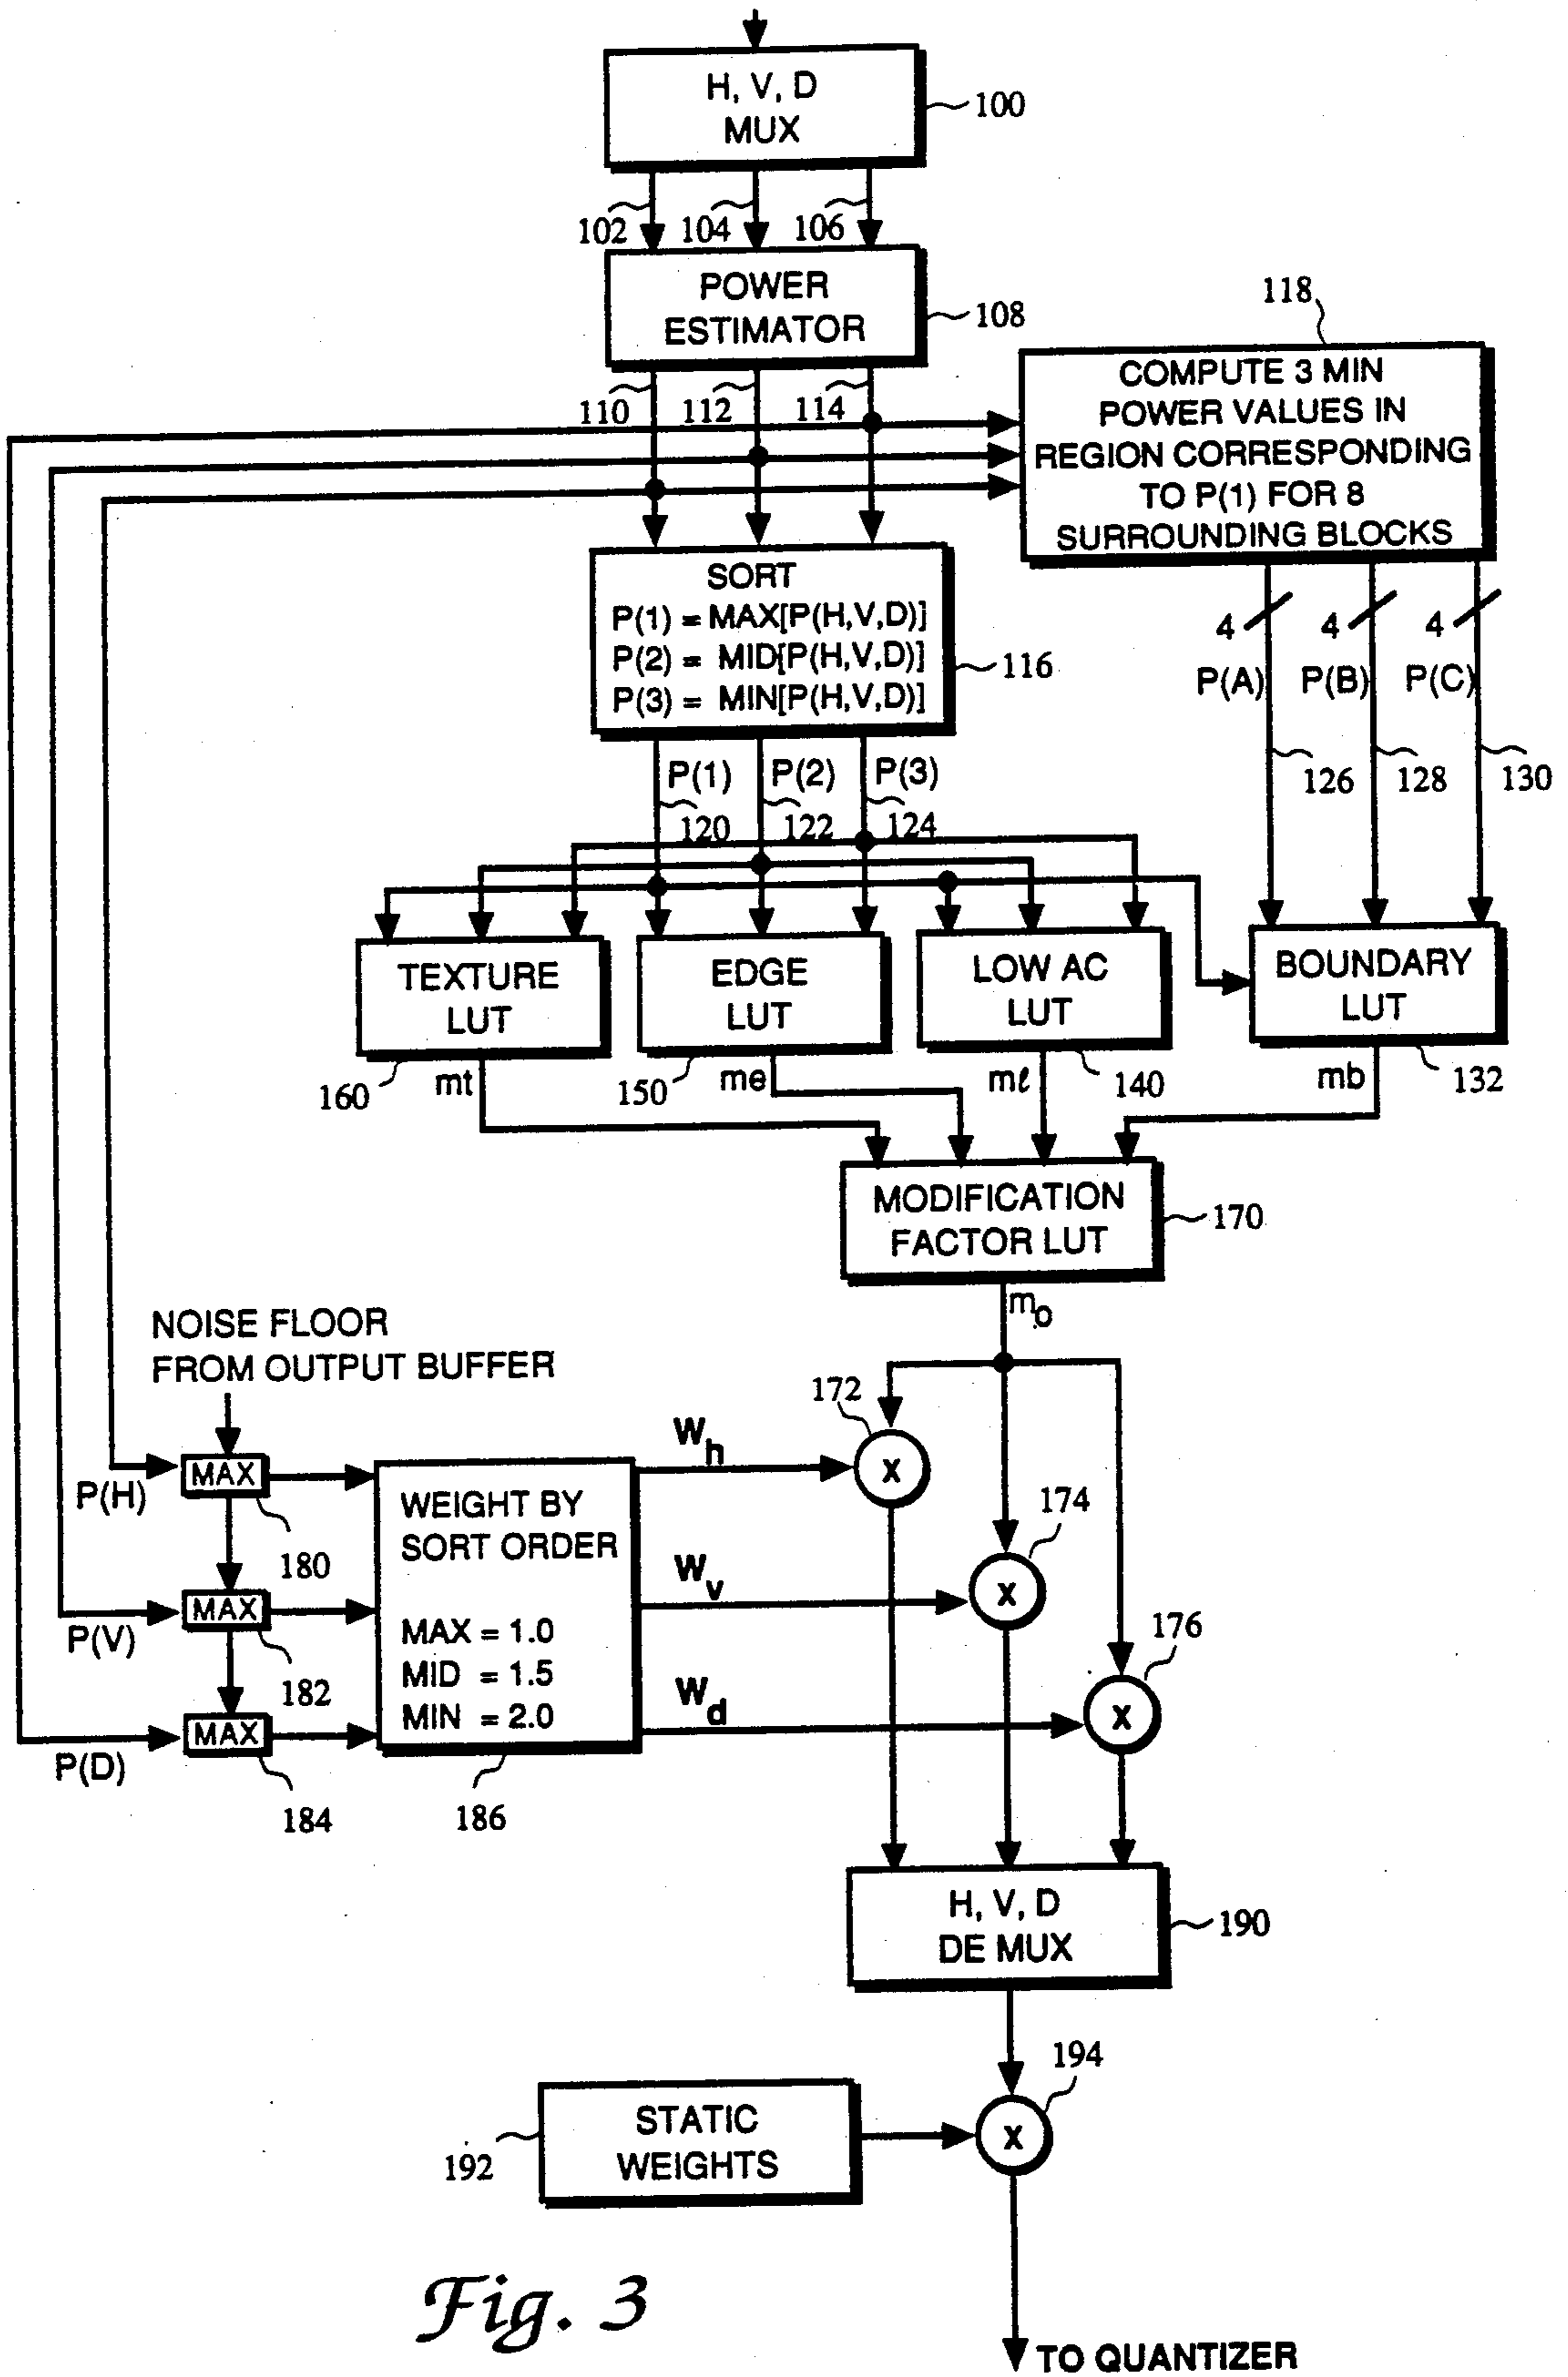 H, V, D
MUX
100
102
104
106
POWER
ESTIMATOR
108
118
COMPUTE 3 MIN
POWER VALUES IN
REGION CORRESPONDING
TO P(1) FOR 8
SURROUNDING BLOCKS
110
112
114
SORT
P(1) = MAX[P(H,V,D)]
P(2) = MID[P(H,V,D)]
P(3) = MIN[P(H,V,D)]
116
4
4
4
P(A)
P(B)
P(C)
126
128
130
P(1)
P(2)
P(3)
120
122
124
TEXTURE
LUT
EDGE
LUT
LOW AC
LUT
BOUNDARY
LUT
160
mt
150
me
mℓ
140
mb
132
MODIFICATION
FACTOR LUT
170
mo
NOISE FLOOR
FROM OUTPUT BUFFER
P(H)
MAX
180
P(V)
MAX
182
P(D)
MAX
184
WEIGHT BY
SORT ORDER
MAX = 1.0
MID = 1.5
MIN = 2.0
186
Wh
Wv
Wd
172
X
174
X
176
X
H, V, D
DE MUX
190
194
X
STATIC
WEIGHTS
192
Fig. 3
TO QUANTIZER